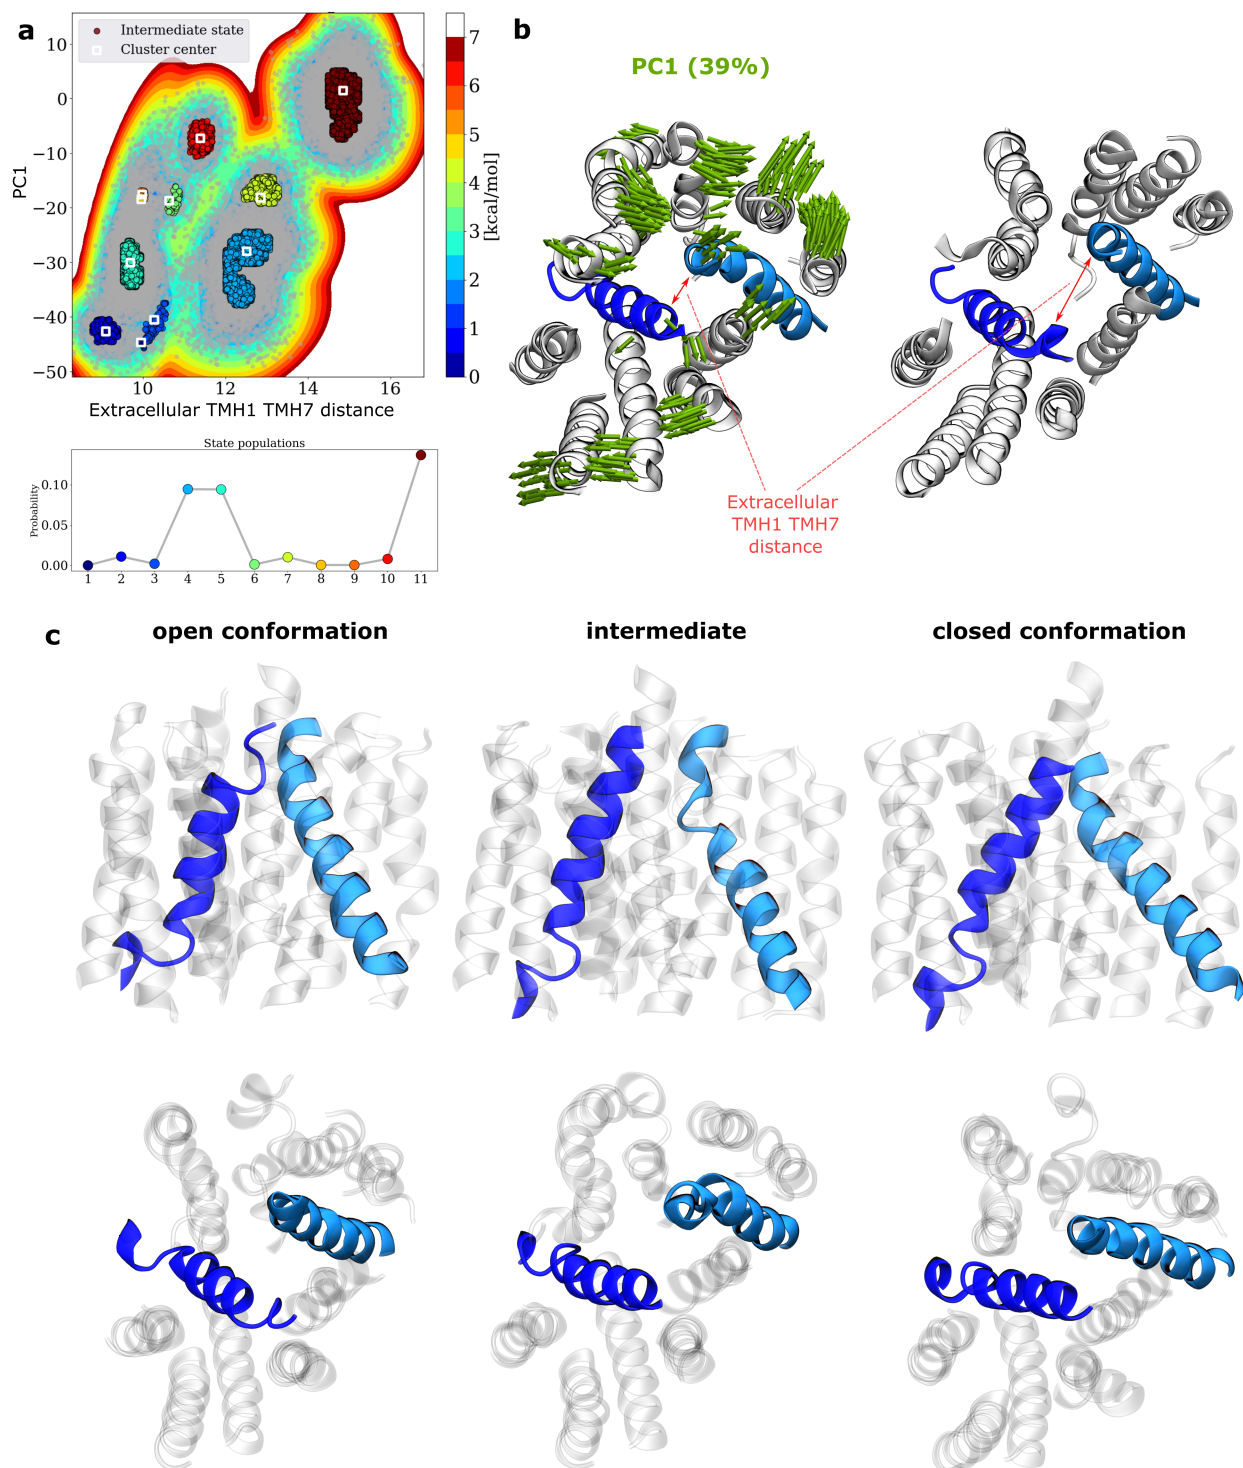 a
Intermediate state
Cluster center
10
0
−10
−20
−30
−40
−50
PC1
10
12
14
16
Extracellular TMH1 TMH7 distance
7
6
5
4
3
2
1
0
[kcal/mol]
State populations
Probability
0.10
0.05
0.00
1 2 3 4 5 6 7 8 9 10 11
b
PC1 (39%)
Extracellular
TMH1 TMH7
distance
c
open conformation
intermediate
closed conformation